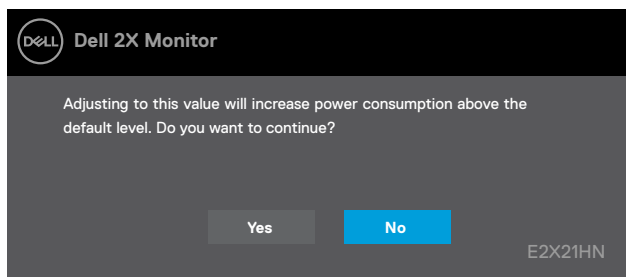 DELL
Dell 2X Monitor
Adjusting to this value will increase power consumption above the
default level. Do you want to continue?
Yes No
E2X21HN